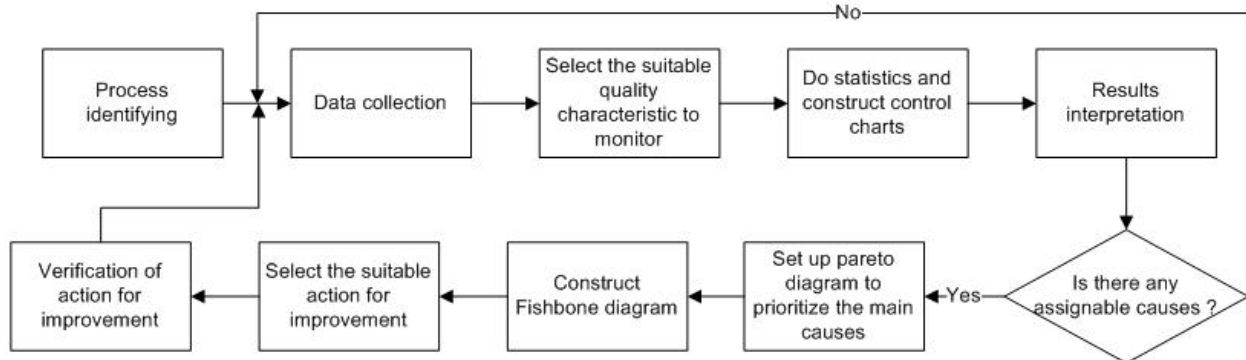 No
Process
identifying
Data collection
Select the suitable
quality
characteristic to
monitor
Do statistics and
construct control
charts
Results
interpretation
Verification of
action for
improvement
Select the suitable
action for
improvement
Construct
Fishbone diagram
Set up pareto
diagram to
prioritize the main
causes
Yes
Is there any
assignable causes ?